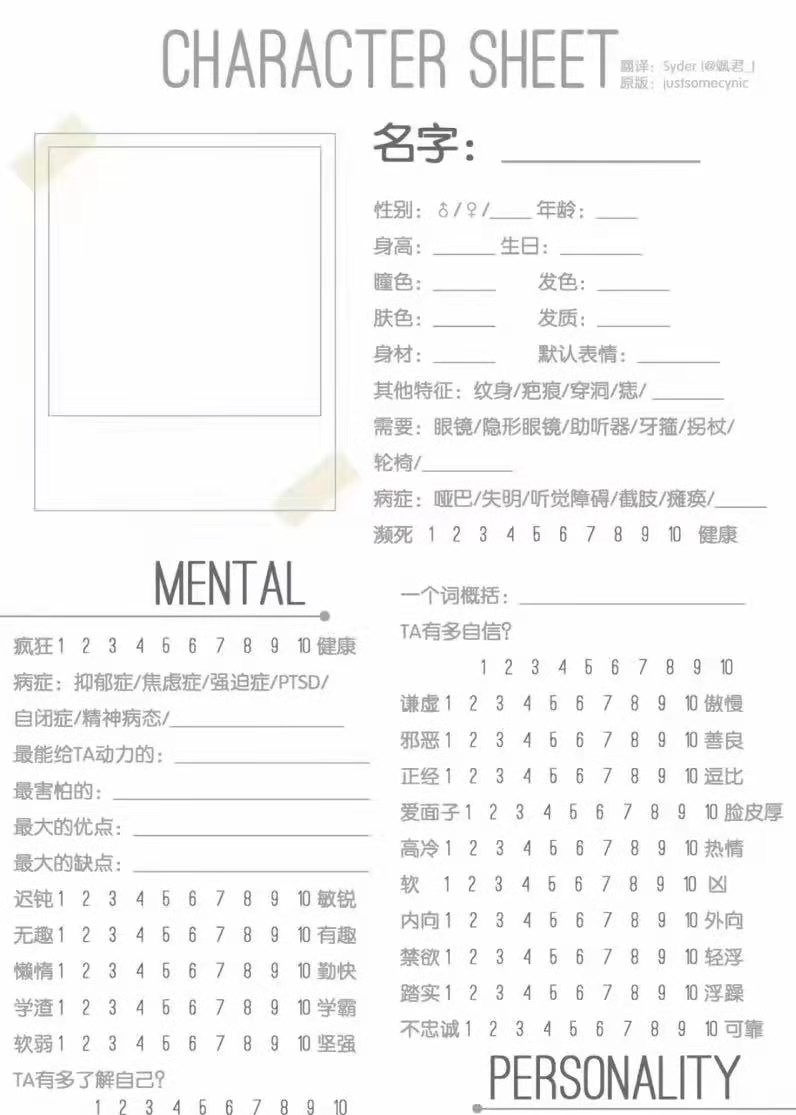 CHARACTER SHEET
翻译：Syder (@飒君_)
原版：justsomecynic
名字：__________
性别：♂/♀/____ 年龄：____
身高：______ 生日：________
瞳色：______ 发色：_______
肤色：______ 发质：_______
身材：______ 默认表情：________
其他特征：纹身/疤痕/穿洞/痣/_______
需要：眼镜/隐形眼镜/助听器/牙箍/拐杖/
轮椅/_________
病症：哑巴/失明/听觉障碍/截肢/瘫痪/_____
濒死 1 2 3 4 5 6 7 8 9 10 健康
MENTAL
疯狂 1 2 3 4 5 6 7 8 9 10 健康
病症：抑郁症/焦虑症/强迫症/PTSD/
自闭症/精神病态/_________________
最能给TA动力的：___________________
最害怕的：_________________________
最大的优点：_______________________
最大的缺点：_______________________
迟钝 1 2 3 4 5 6 7 8 9 10 敏锐
无趣 1 2 3 4 5 6 7 8 9 10 有趣
懒惰 1 2 3 4 5 6 7 8 9 10 勤快
学渣 1 2 3 4 5 6 7 8 9 10 学霸
软弱 1 2 3 4 5 6 7 8 9 10 坚强
TA有多了解自己？
1 2 3 4 5 6 7 8 9 10
一个词概括：______________________
TA有多自信？
1 2 3 4 5 6 7 8 9 10
谦虚 1 2 3 4 5 6 7 8 9 10 傲慢
邪恶 1 2 3 4 5 6 7 8 9 10 善良
正经 1 2 3 4 5 6 7 8 9 10 逗比
爱面子 1 2 3 4 5 6 7 8 9 10 脸皮厚
高冷 1 2 3 4 5 6 7 8 9 10 热情
软 1 2 3 4 5 6 7 8 9 10 凶
内向 1 2 3 4 5 6 7 8 9 10 外向
禁欲 1 2 3 4 5 6 7 8 9 10 轻浮
踏实 1 2 3 4 5 6 7 8 9 10 浮躁
不忠诚 1 2 3 4 5 6 7 8 9 10 可靠
PERSONALITY